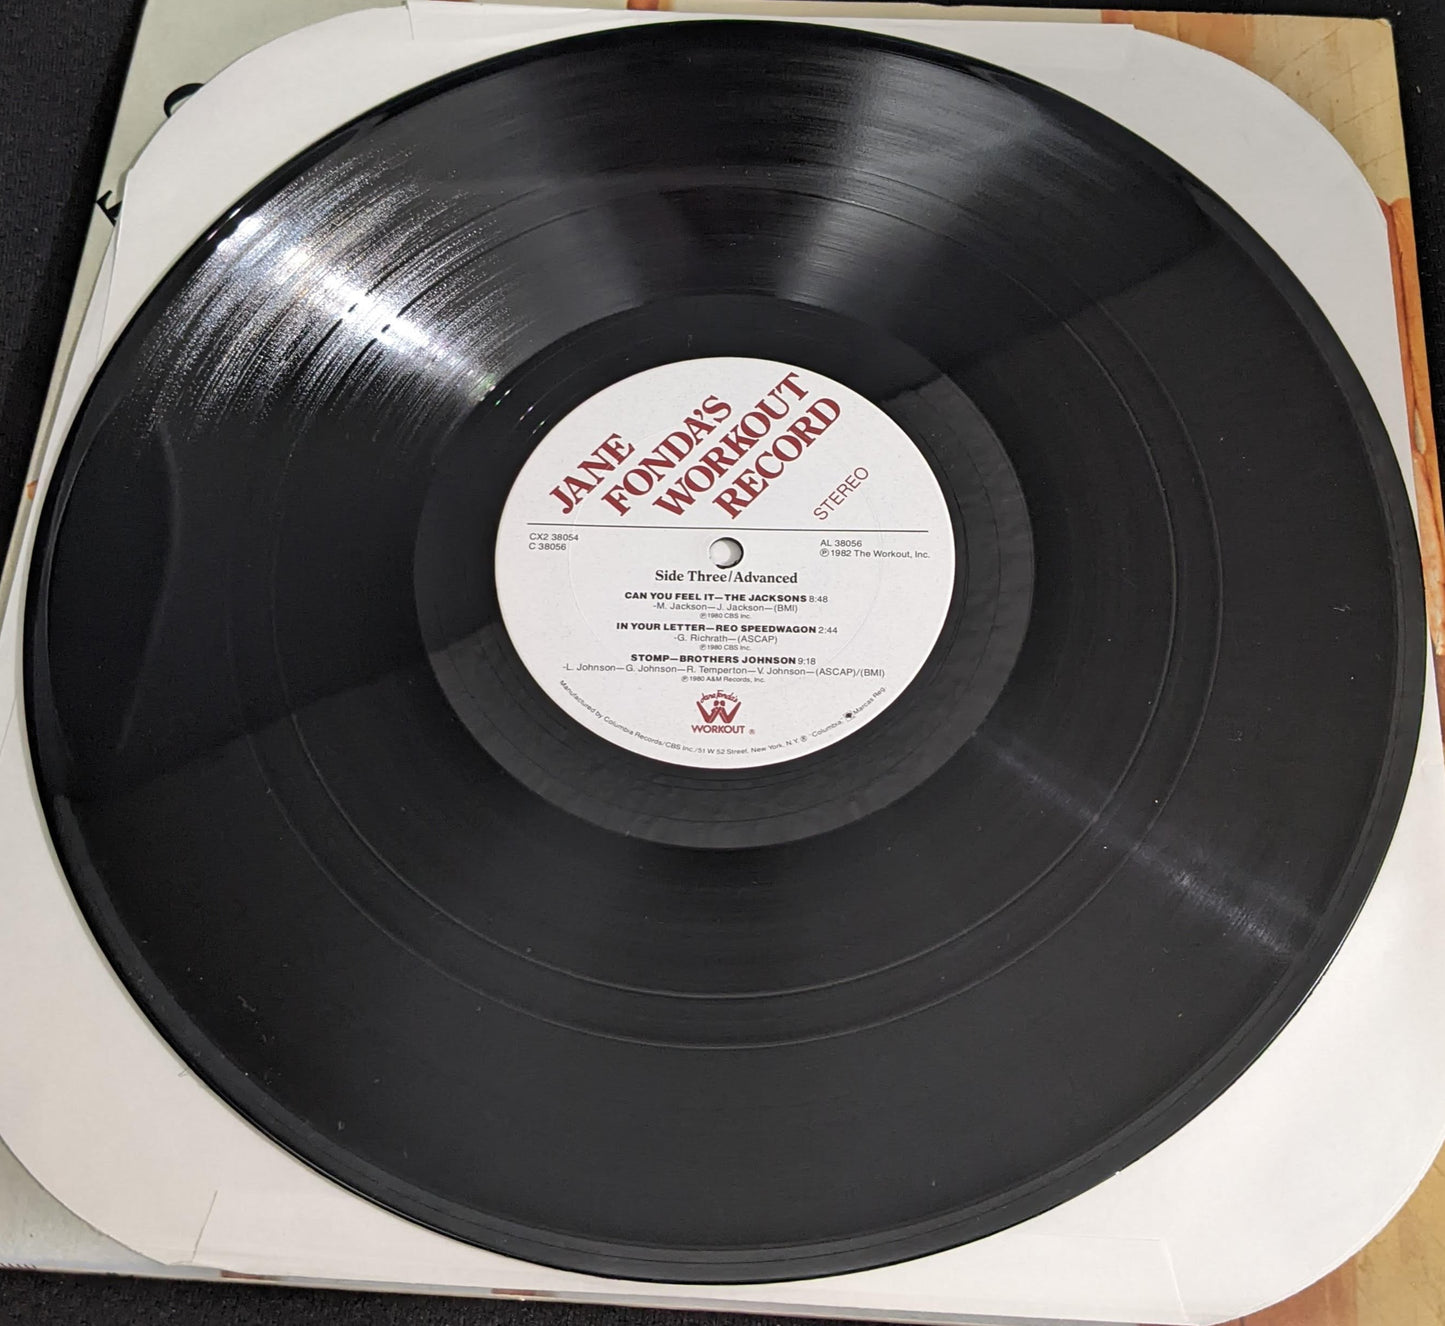 JANE
FONDA'S
WORKOUT
RECORD
STEREO
CX2 38054
C 38056
AL 38056
℗ 1982 The Workout, Inc.
Side Three/Advanced
CAN YOU FEEL IT—THE JACKSONS 8:48
-M. Jackson—J. Jackson—(BMI)
℗ 1980 CBS Inc.
IN YOUR LETTER—REO SPEEDWAGON 2:44
-G. Richrath—(ASCAP)
℗ 1980 CBS Inc.
STOMP—BROTHERS JOHNSON 9:18
-L. Johnson—G. Johnson—R. Temperton—V. Johnson—(ASCAP)/(BMI)
℗ 1980 A&M Records, Inc.
Jane Fonda's
WORKOUT ®
Manufactured by Columbia Records/CBS Inc./51 W 52 Street, New York, N.Y. ® Columbia, Marcas Reg.